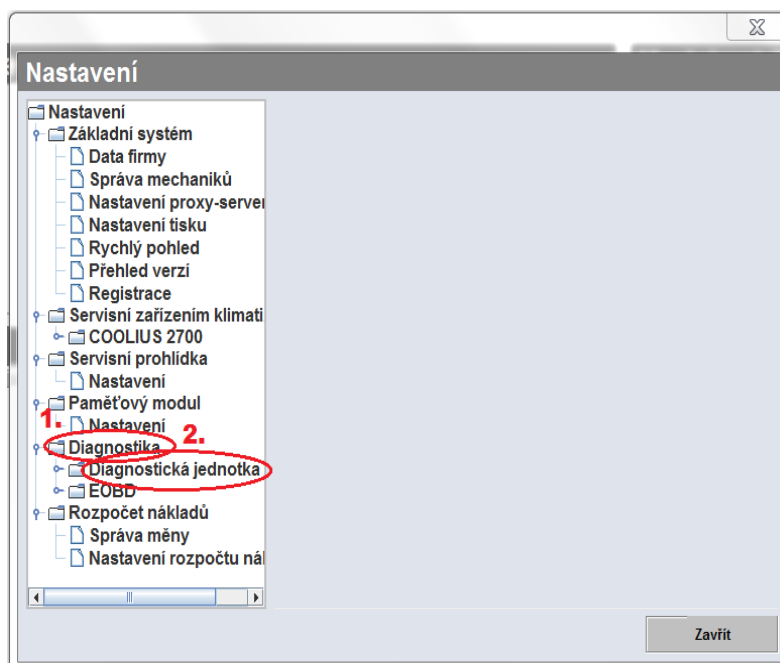 Nastavení
Nastavení
Základní systém
Data firmy
Správa mechaniků
Nastavení proxy-server
Nastavení tisku
Rychlý pohled
Přehled verzí
Registrace
Servisní zařízením klimati
COOLIUS 2700
Servisní prohlídka
Nastavení
Paměťový modul
1. Nastavení
2.
Diagnostika
Diagnostická jednotka
EOBD
Rozpočet nákladů
Správa měny
Nastavení rozpočtu nál
Zavřít